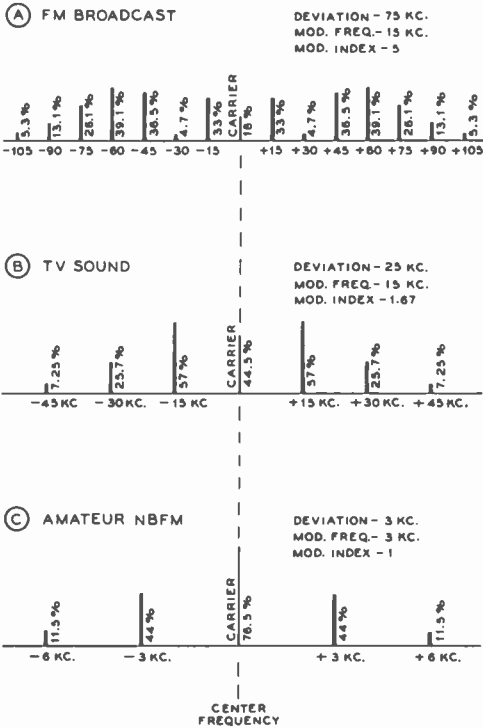 A FM BROADCAST
DEVIATION - 75 KC.
MOD. FREQ. - 15 KC.
MOD. INDEX - 5
5.3 %
13.1 %
26.1 %
39.1 %
36.5 %
4.7 %
33 %
CARRIER
18 %
33 %
4.7 %
36.5 %
39.1 %
26.1 %
13.1 %
5.3 %
-105 -90 -75 -60 -45 -30 -15 +15 +30 +45 +60 +75 +90 +105
B TV SOUND
DEVIATION - 25 KC.
MOD. FREQ. - 15 KC.
MOD. INDEX - 1.67
7.25 %
25.7 %
57 %
CARRIER
44.5 %
57 %
25.7 %
7.25 %
-45 KC. -30 KC. -15 KC +15 KC. +30 KC. +45 KC.
C AMATEUR NBFM
DEVIATION - 3 KC.
MOD. FREQ. - 3 KC.
MOD. INDEX - 1
11.5 %
44 %
CARRIER
76.5 %
44 %
11.5 %
-6 KC. -3 KC. +3 KC. +6 KC.
CENTER
FREQUENCY